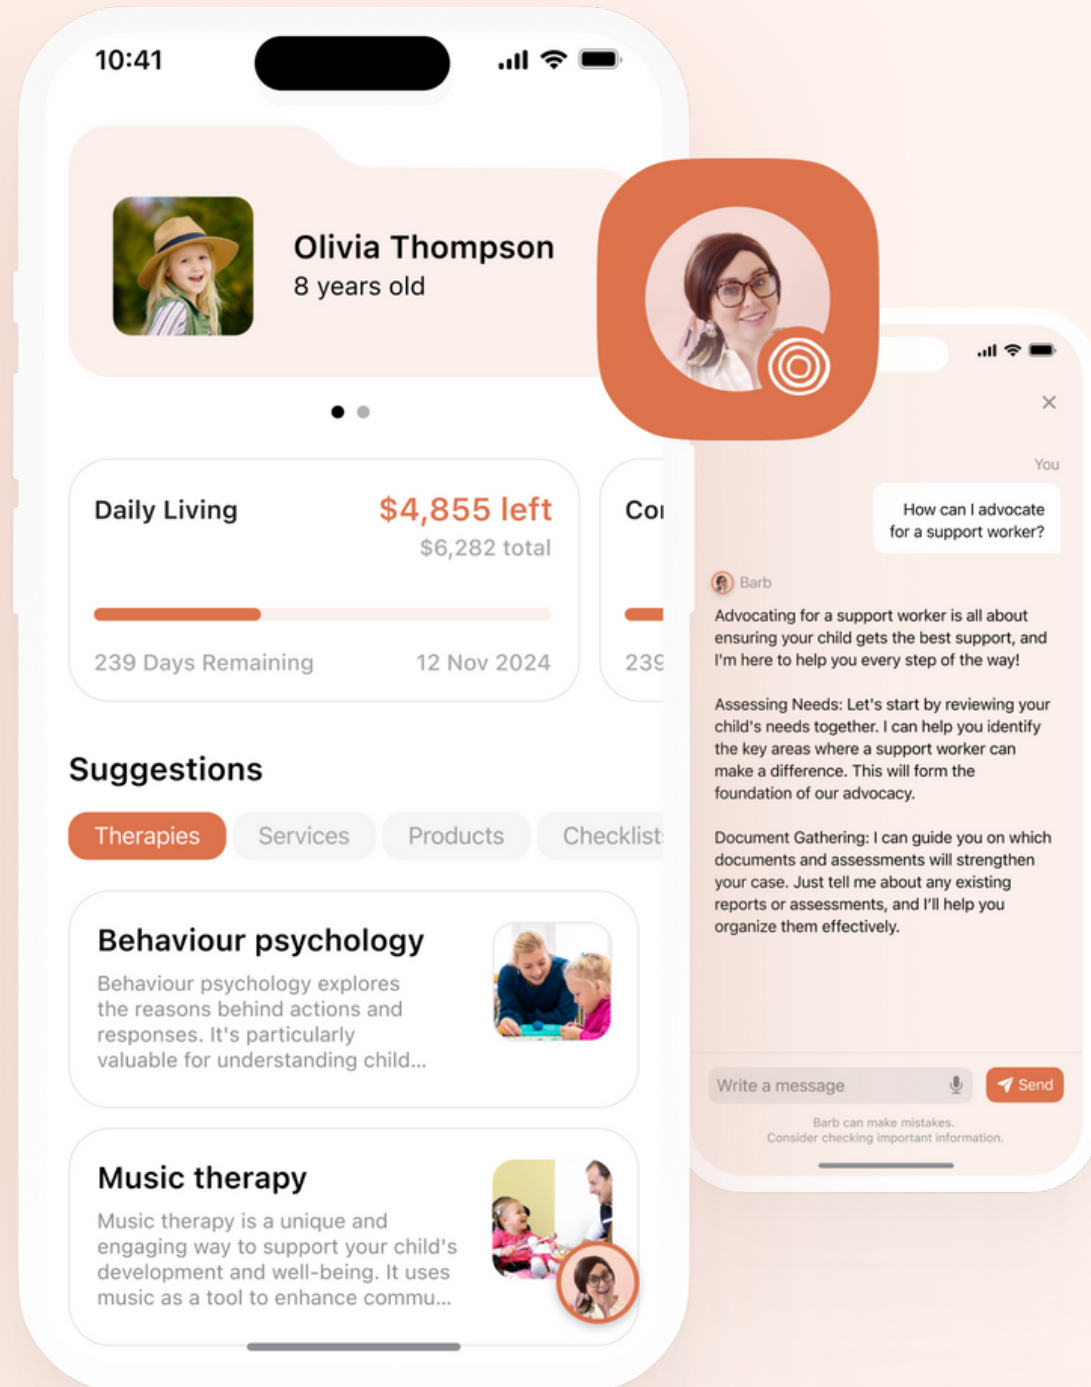 10:41
Olivia Thompson
8 years old
Daily Living
$4,855 left
$6,282 total
239 Days Remaining
12 Nov 2024
Cor
239
Suggestions
Therapies
Services
Products
Checklist
Behaviour psychology
Behaviour psychology explores
the reasons behind actions and
responses. It's particularly
valuable for understanding child...
Music therapy
Music therapy is a unique and
engaging way to support your child's
development and well-being. It uses
music as a tool to enhance commu...
You
How can I advocate
for a support worker?
Barb
Advocating for a support worker is all about
ensuring your child gets the best support, and
I'm here to help you every step of the way!
Assessing Needs: Let's start by reviewing your
child's needs together. I can help you identify
the key areas where a support worker can
make a difference. This will form the
foundation of our advocacy.
Document Gathering: I can guide you on which
documents and assessments will strengthen
your case. Just tell me about any existing
reports or assessments, and I’ll help you
organize them effectively.
Write a message
Send
Barb can make mistakes.
Consider checking important information.